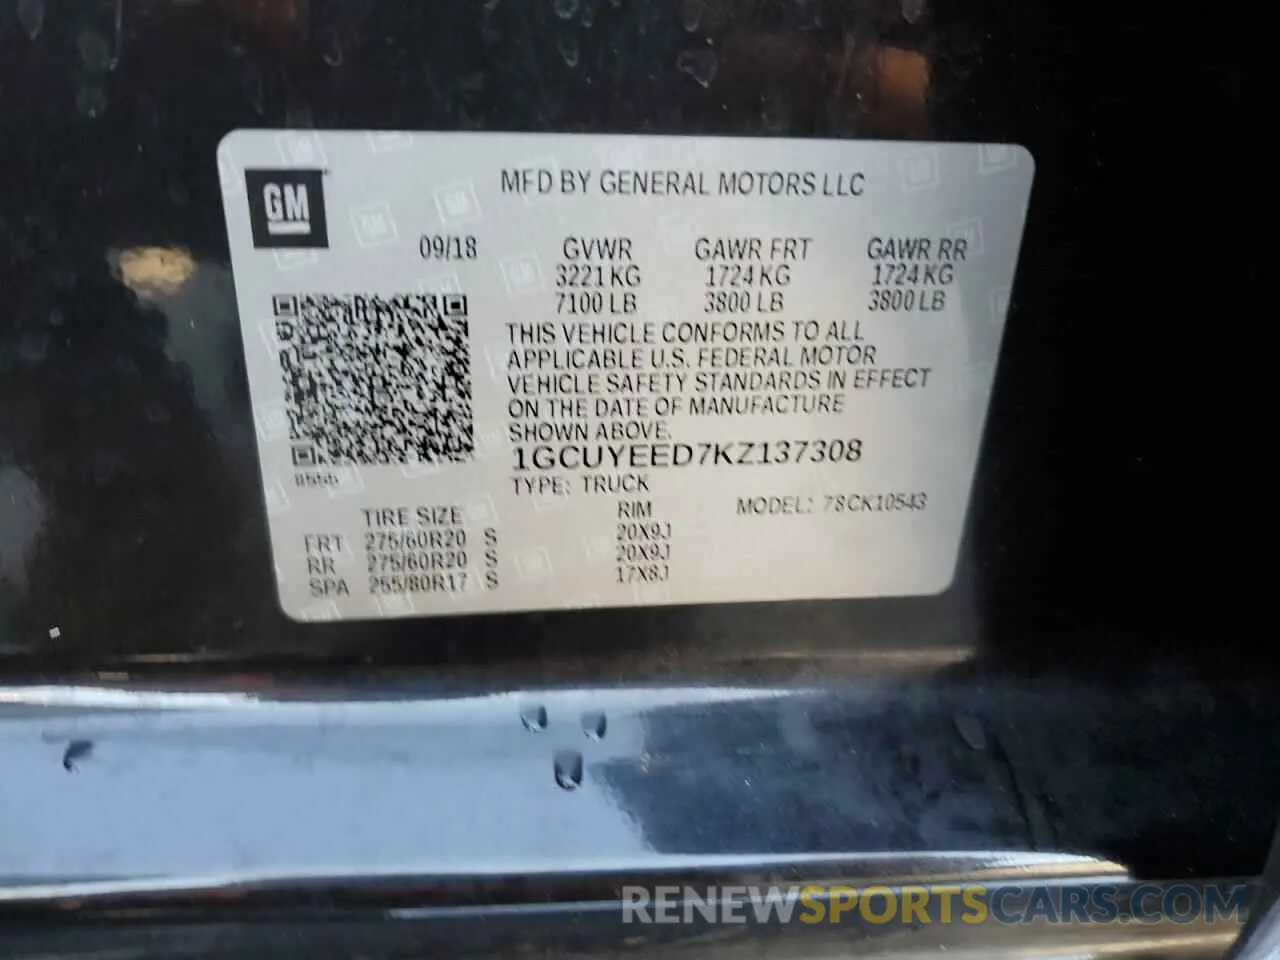 GM
MFD BY GENERAL MOTORS LLC
09/18 GVWR GAWR FRT GAWR RR
3221 KG 1724 KG 1724 KG
7100 LB 3800 LB 3800 LB
THIS VEHICLE CONFORMS TO ALL
APPLICABLE U.S. FEDERAL MOTOR
VEHICLE SAFETY STANDARDS IN EFFECT
ON THE DATE OF MANUFACTURE
SHOWN ABOVE.
1GCUYEED7KZ137308
TYPE: TRUCK
MODEL: 78CK10543
TIRE SIZE RIM
FRT 275/60R20 S 20X9J
RR 275/60R20 S 20X9J
SPA 255/80R17 S 17X8J
RENEWSPORTSCARS.COM